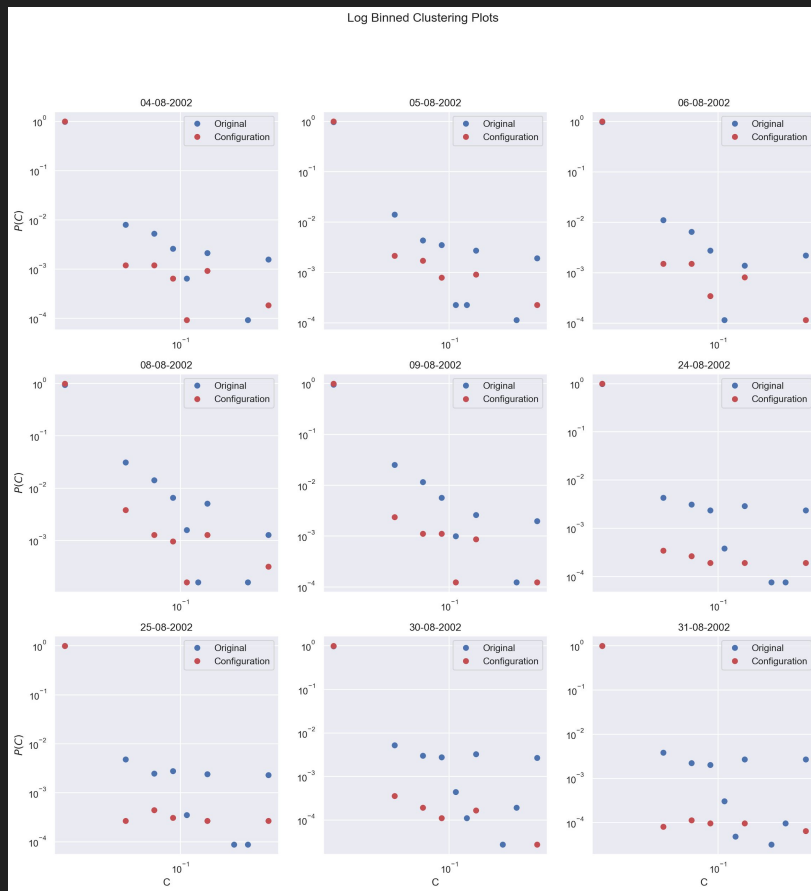 Log Binned Clustering Plots
04-08-2002
05-08-2002
06-08-2002
10⁰
10⁻¹
10⁻²
10⁻³
10⁻⁴
P(C)
Original
Configuration
10⁻¹
10⁰
10⁻¹
10⁻²
10⁻³
10⁻⁴
Original
Configuration
10⁻¹
10⁰
10⁻¹
10⁻²
10⁻³
10⁻⁴
Original
Configuration
10⁻¹
08-08-2002
09-08-2002
24-08-2002
10⁰
10⁻¹
10⁻²
10⁻³
P(C)
Original
Configuration
10⁻¹
10⁰
10⁻¹
10⁻²
10⁻³
10⁻⁴
Original
Configuration
10⁻¹
10⁰
10⁻¹
10⁻²
10⁻³
10⁻⁴
Original
Configuration
10⁻¹
25-08-2002
30-08-2002
31-08-2002
10⁰
10⁻¹
10⁻²
10⁻³
10⁻⁴
P(C)
Original
Configuration
10⁻¹
C
10⁰
10⁻¹
10⁻²
10⁻³
10⁻⁴
Original
Configuration
10⁻¹
C
10⁰
10⁻¹
10⁻²
10⁻³
10⁻⁴
Original
Configuration
10⁻¹
C